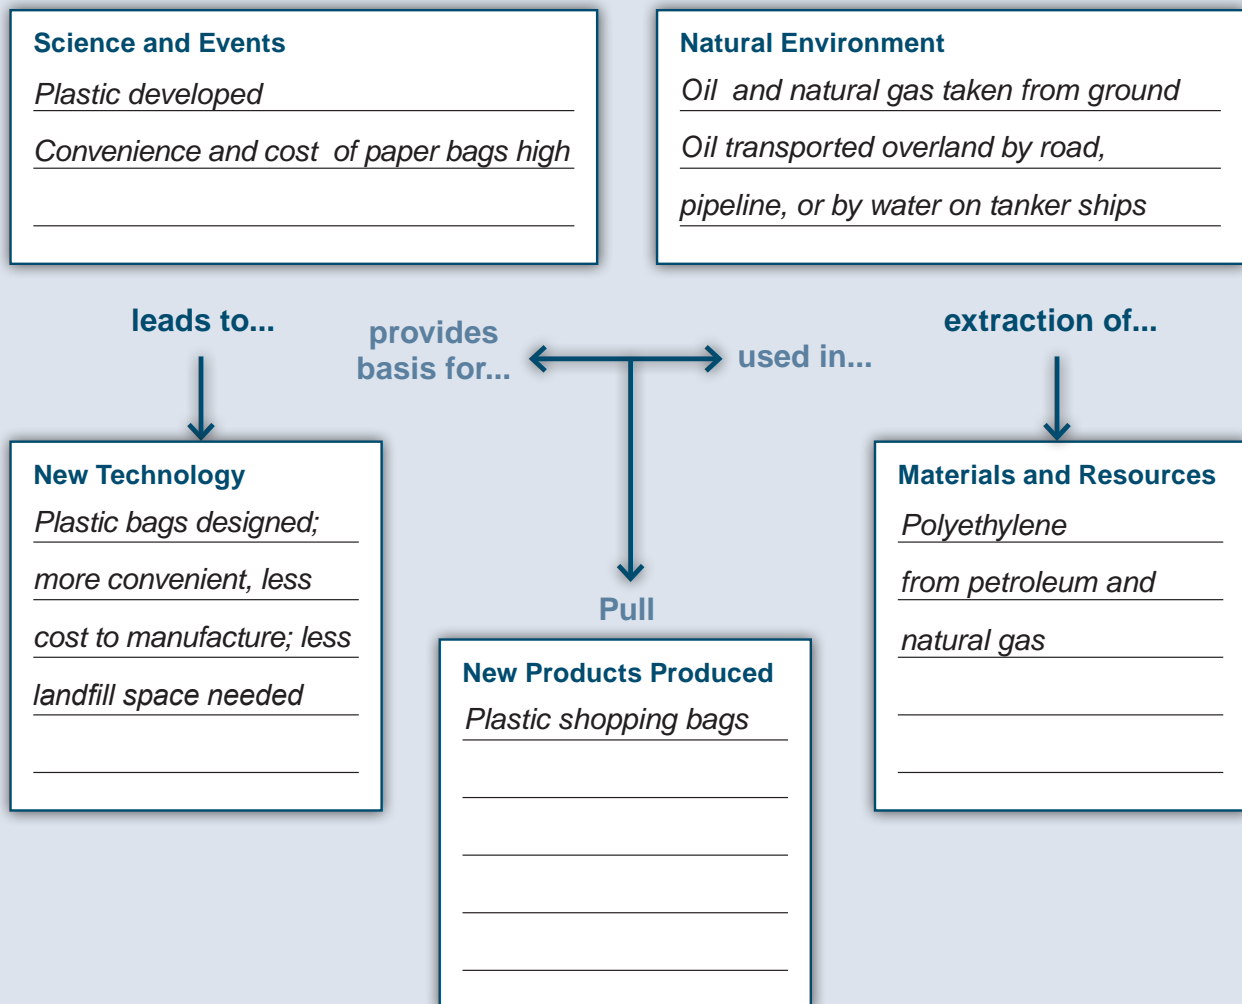 Science and Events
Plastic developed
Convenience and cost of paper bags high
Natural Environment
Oil and natural gas taken from ground
Oil transported overland by road,
pipeline, or by water on tanker ships
leads to...
provides
basis for...
used in...
extraction of...
New Technology
Plastic bags designed;
more convenient, less
cost to manufacture; less
landfill space needed
Pull
New Products Produced
Plastic shopping bags
Materials and Resources
Polyethylene
from petroleum and
natural gas